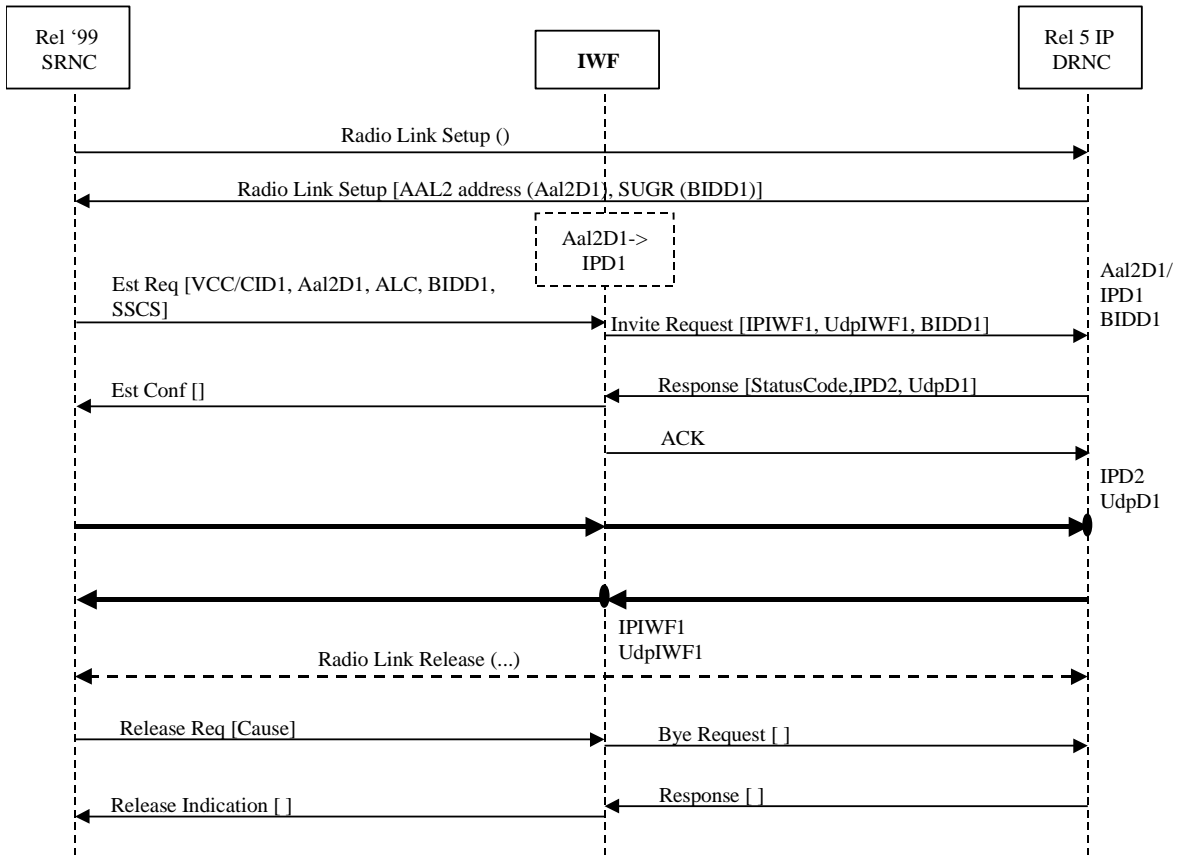 Rel ‘99
SRNC
IWF
Rel 5 IP
DRNC
Radio Link Setup ()
Radio Link Setup [AAL2 address (Aal2D1), SUGR (BIDD1)]
Aal2D1->
IPD1
Est Req [VCC/CID1, Aal2D1, ALC, BIDD1,
SSCS]
Aal2D1/
IPD1
BIDD1
Invite Request [IPIWF1, UdpIWF1, BIDD1]
Est Conf []
Response [StatusCode,IPD2, UdpD1]
ACK
IPD2
UdpD1
IPIWF1
UdpIWF1
Radio Link Release (...)
Release Req [Cause]
Bye Request [ ]
Release Indication [ ]
Response [ ]